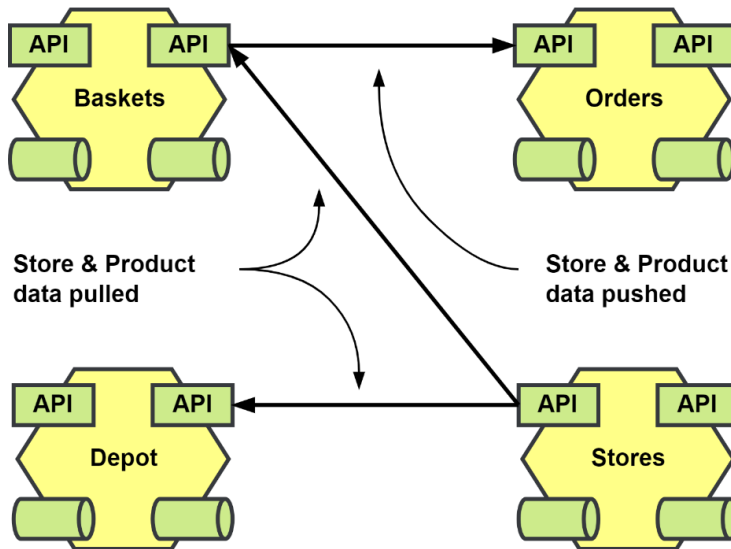 API API API API
Baskets Orders
Store & Product Store & Product
data pulled data pushed
API API API API
Depot Stores